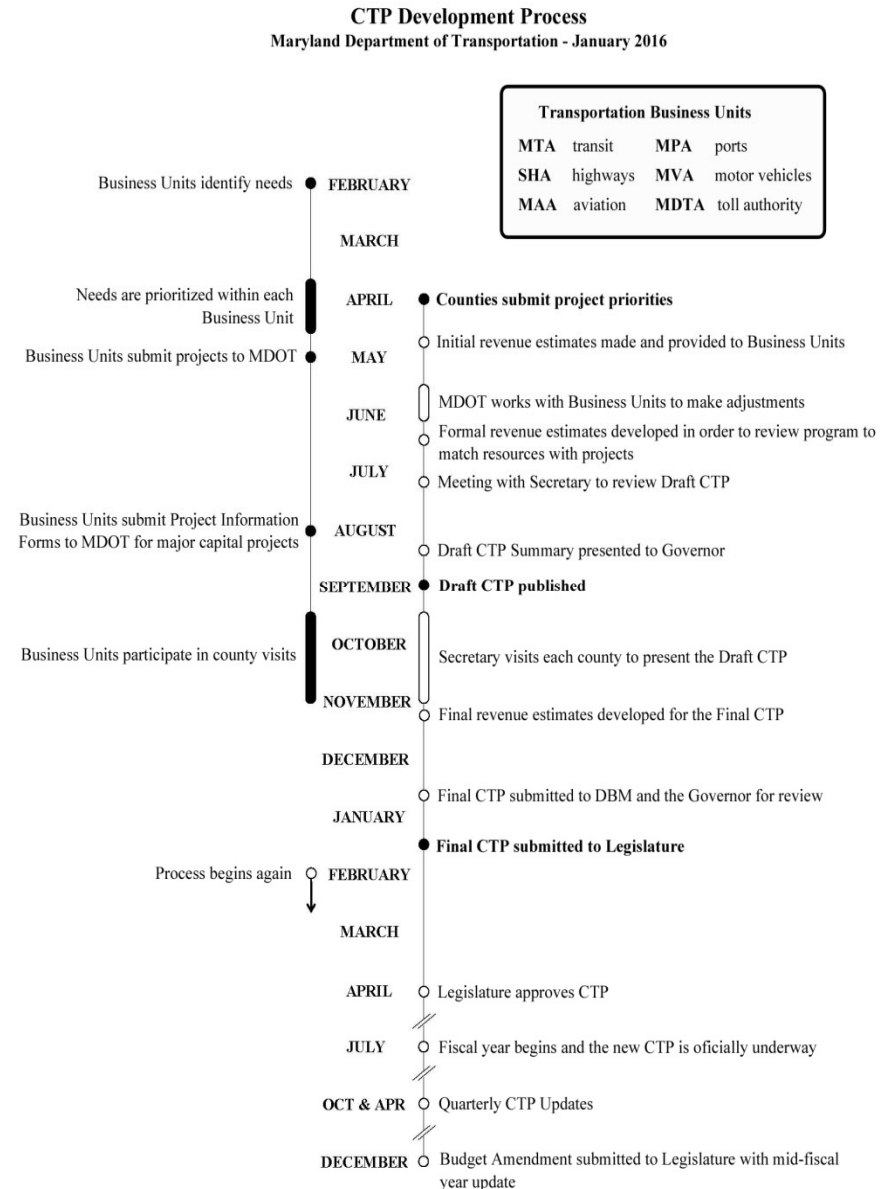 CTP Development Process
Maryland Department of Transportation - January 2016
Transportation Business Units
MTA transit MPA ports
SHA highways MVA motor vehicles
MAA aviation MDTA toll authority
Business Units identify needs FEBRUARY
MARCH
Needs are prioritized within each
Business Unit
APRIL Counties submit project priorities
Initial revenue estimates made and provided to Business Units
Business Units submit projects to MDOT MAY
MDOT works with Business Units to make adjustments
JUNE
Formal revenue estimates developed in order to review program to
match resources with projects
JULY
Meeting with Secretary to review Draft CTP
Business Units submit Project Information
Forms to MDOT for major capital projects
AUGUST
Draft CTP Summary presented to Governor
SEPTEMBER Draft CTP published
OCTOBER
Business Units participate in county visits
Secretary visits each county to present the Draft CTP
NOVEMBER
Final revenue estimates developed for the Final CTP
DECEMBER
Final CTP submitted to DBM and the Governor for review
JANUARY
Final CTP submitted to Legislature
Process begins again FEBRUARY
MARCH
APRIL Legislature approves CTP
JULY Fiscal year begins and the new CTP is oficially underway
OCT & APR Quarterly CTP Updates
DECEMBER Budget Amendment submitted to Legislature with mid-fiscal
year update